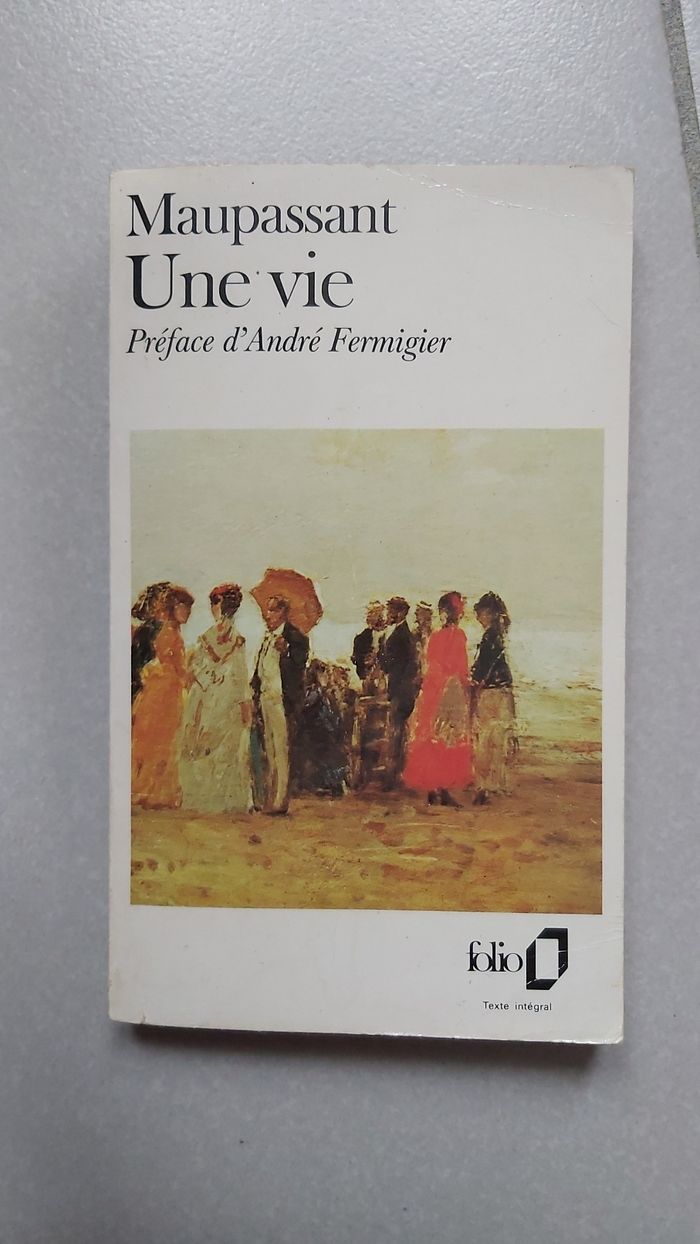 Maupassant
Une vie
Préface d'André Fermigier
folio
Texte intégral